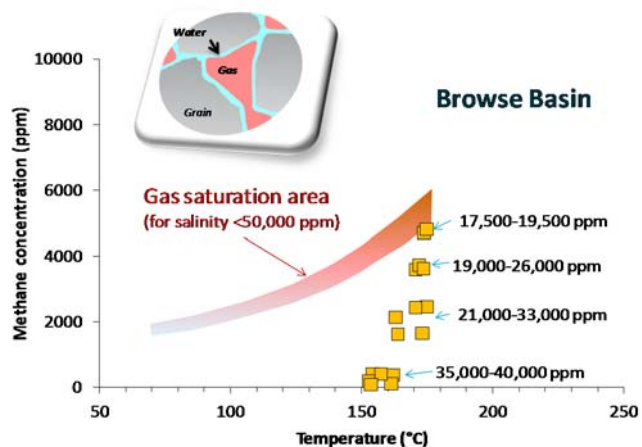 Water
Gas
Grain
Browse Basin
Gas saturation area
(for salinity <50,000 ppm)
Methane concentration (ppm)
10000
8000
6000
4000
2000
0
17,500-19,500 ppm
19,000-26,000 ppm
21,000-33,000 ppm
35,000-40,000 ppm
50
100
150
200
250
Temperature (°C)